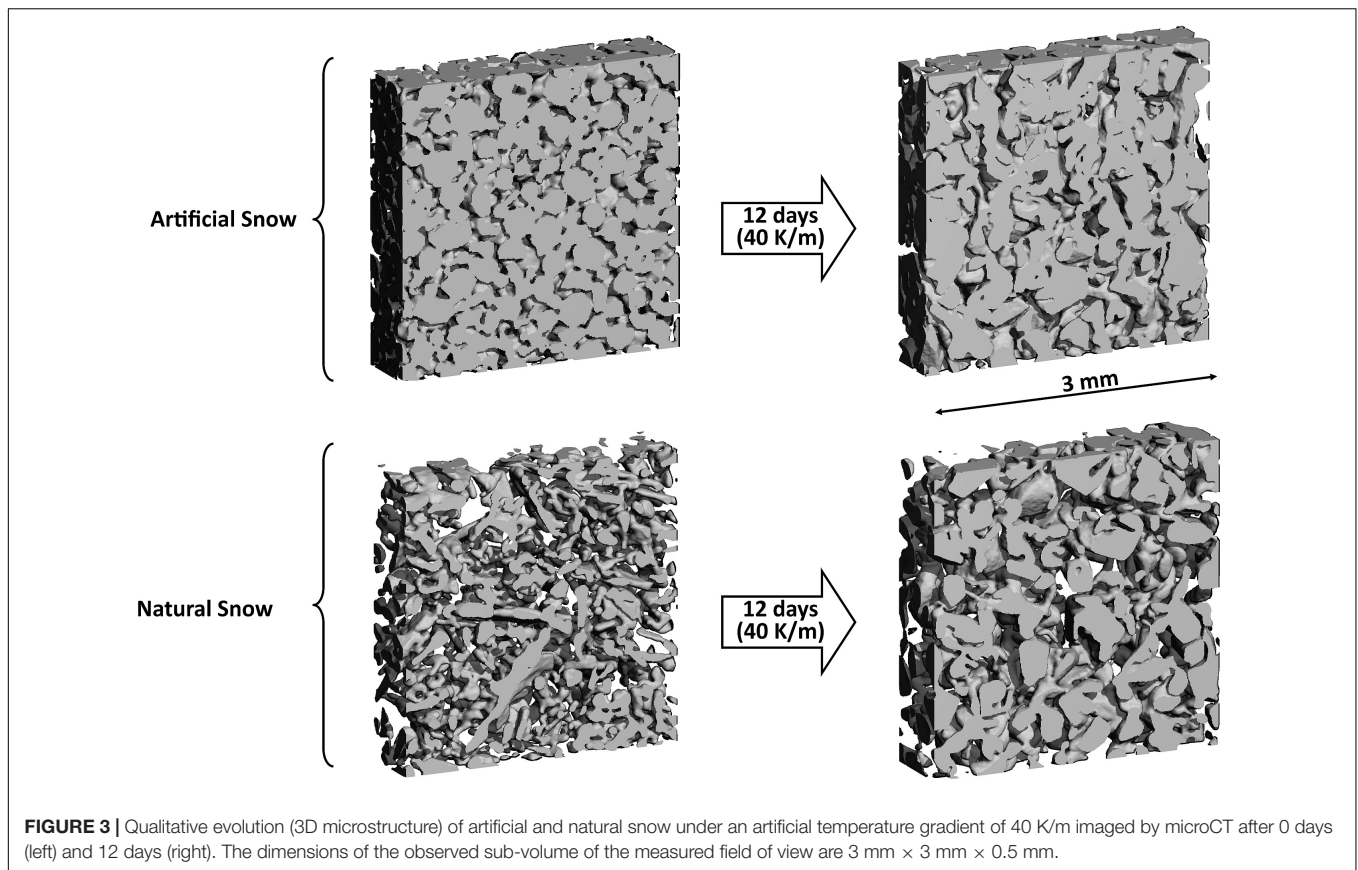 Artificial Snow
12 days
(40 K/m)
3 mm
Natural Snow
12 days
(40 K/m)
FIGURE 3 | Qualitative evolution (3D microstructure) of artificial and natural snow under an artificial temperature gradient of 40 K/m imaged by microCT after 0 days
(left) and 12 days (right). The dimensions of the observed sub-volume of the measured field of view are 3 mm × 3 mm × 0.5 mm.